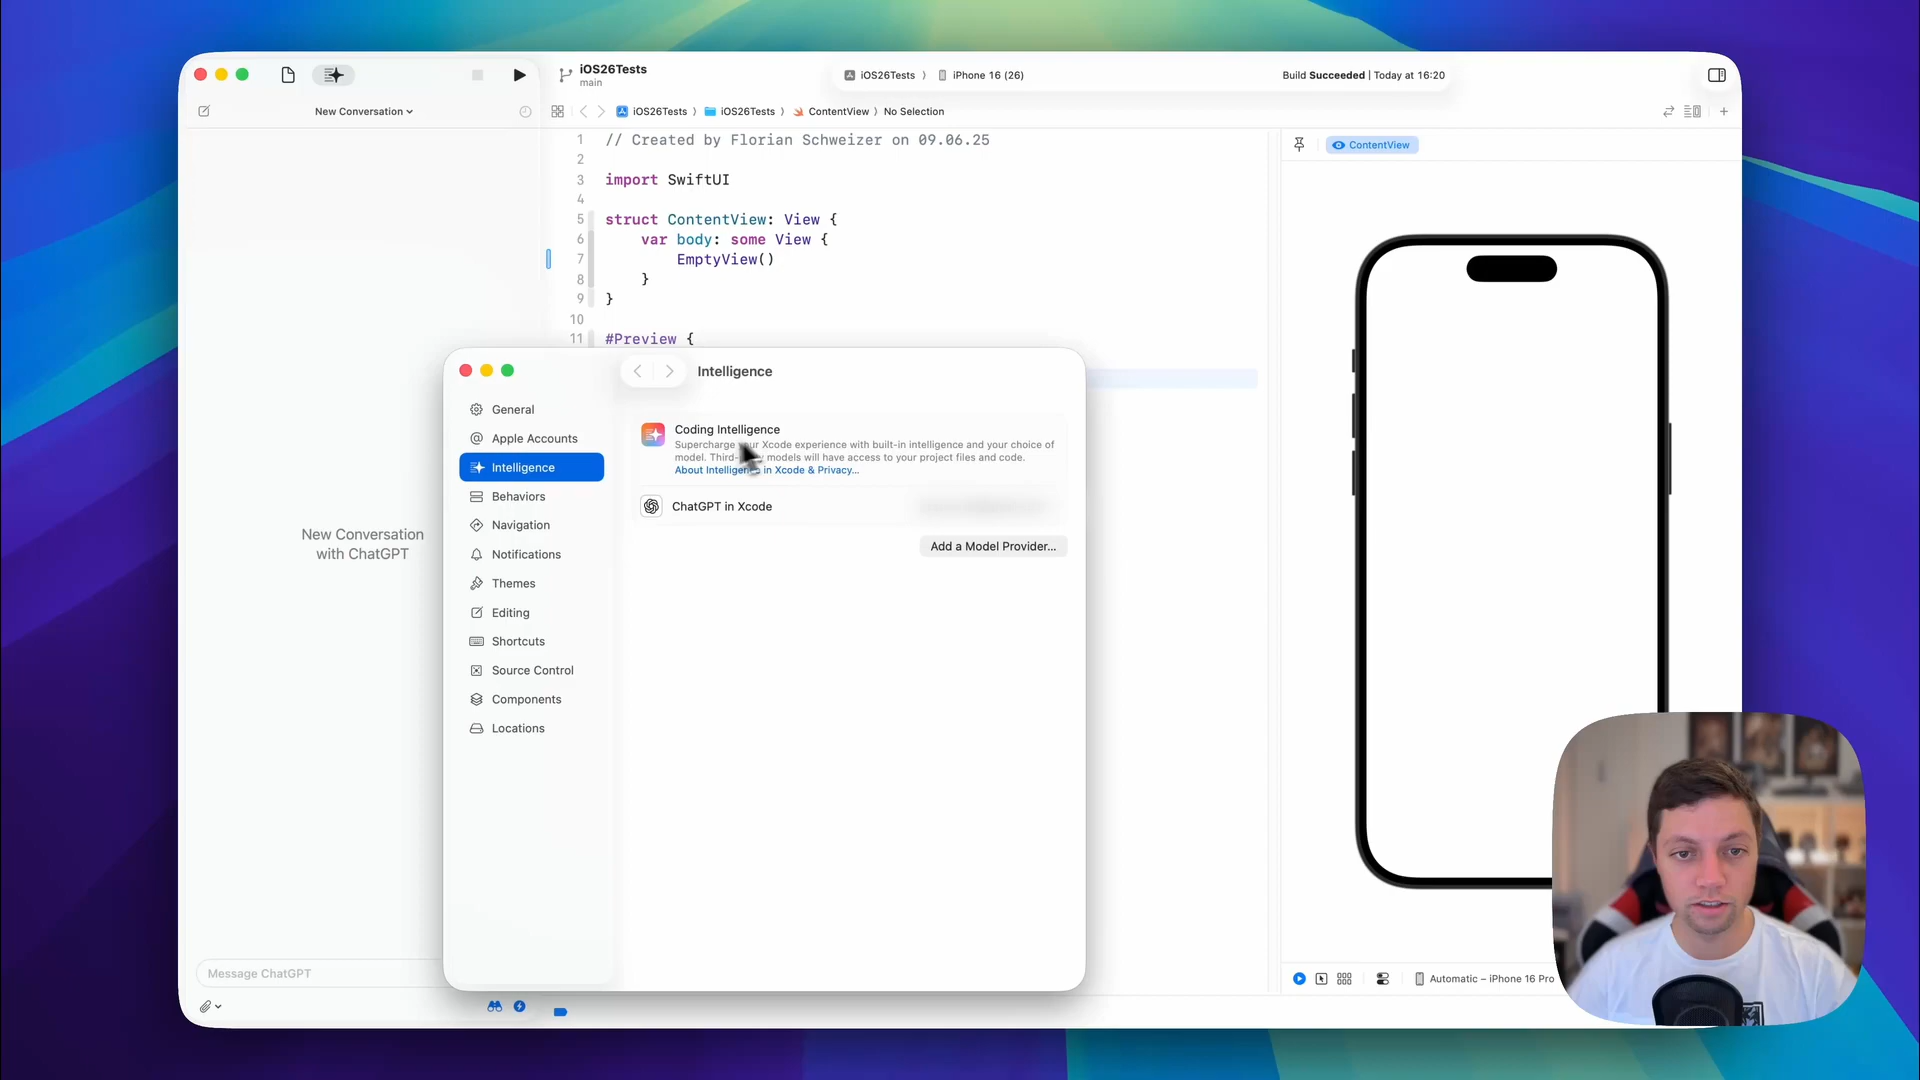 iOS26Tests
main
iOS26Tests 〉 iPhone 16 (26)
Build Succeeded | Today at 16:20
New Conversation
iOS26Tests 〉 iOS26Tests 〉 ContentView 〉 No Selection
1 // Created by Florian Schweizer on 09.06.25
2
3 import SwiftUI
4
5 struct ContentView: View {
6 var body: some View {
7 EmptyView()
8 }
9 }
10
11 #Preview {
ContentView
New Conversation
with ChatGPT
Message ChatGPT
Intelligence
General
Apple Accounts
Intelligence
Behaviors
Navigation
Notifications
Themes
Editing
Shortcuts
Source Control
Components
Locations
Coding Intelligence
Supercharge your Xcode experience with built-in intelligence and your choice of
model. Third- models will have access to your project files and code.
About Intelligence in Xcode & Privacy...
ChatGPT in Xcode
Add a Model Provider...
Automatic – iPhone 16 Pro